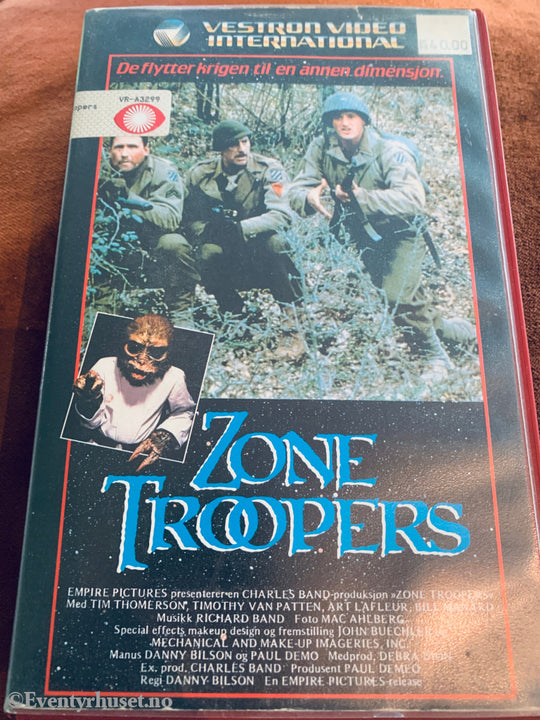 VESTRON VIDEO
INTERNATIONAL
De flytter krigen til en annen dimensjon.
VR-A3299
ZONE
TROOPERS
EMPIRE PICTURES presenterer en CHARLES BAND-produksjon »ZONE TROOPERS«
Med TIM THOMERSON, TIMOTHY VAN PATTEN, ART LAFLEUR, BILL MANARD
Musikk RICHARD BAND Foto MAC AHLBERG
Special effects makeup design og fremstilling JOHN BUECHLER
MECHANICAL AND MAKE-UP IMAGERIES, INC.
Manus DANNY BILSON og PAUL DEMO Medprod. DEBRA DION
Ex. prod. CHARLES BAND Produsent PAUL DEMEO
Regi DANNY BILSON En EMPIRE PICTURES-release
©Eventyrhuset.no